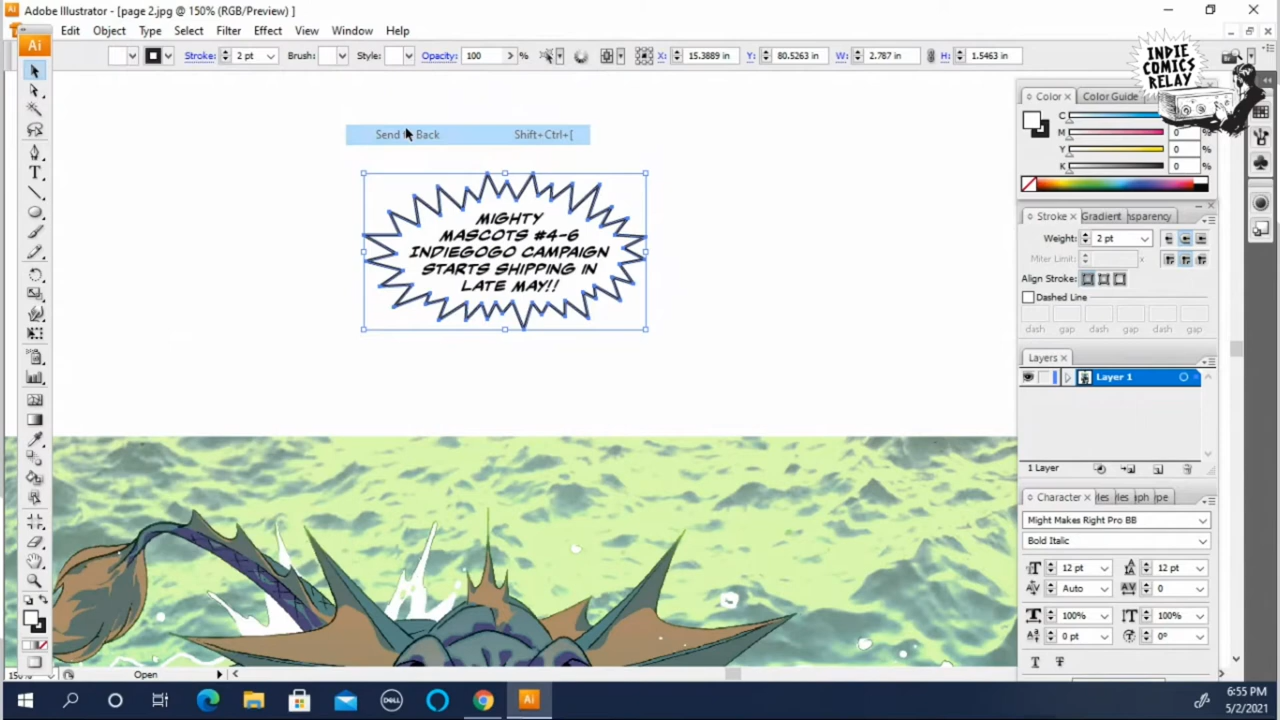 Adobe Illustrator - [page 2.jpg @ 150% (RGB/Preview) ]
Edit Object Type Select Filter Effect View Window Help
Stroke: 2 pt Brush: Style: Opacity: 100 % X: 15.3889 in Y: 80.5263 in W: 2.787 in H: 1.5463 in
INDIE
COMICS
RELAY
Ai
Color Color Guide
C
M 0 %
Y 0 %
K 0 %
Send to Back Shift+Ctrl+[
MIGHTY
MASCOTS #4-6
INDIEGOGO CAMPAIGN
STARTS SHIPPING IN
LATE MAY!!
Stroke Gradient
Weight: 2 pt
Miter Limit: x
Align Stroke:
Dashed Line
dash gap dash gap dash gap
Layers
Layer 1
1 Layer
Character
Might Makes Right Pro BB
Bold Italic
12 pt 12 pt
Auto 0
100% 100%
0 pt 0°
Open
6:55 PM
5/2/2021